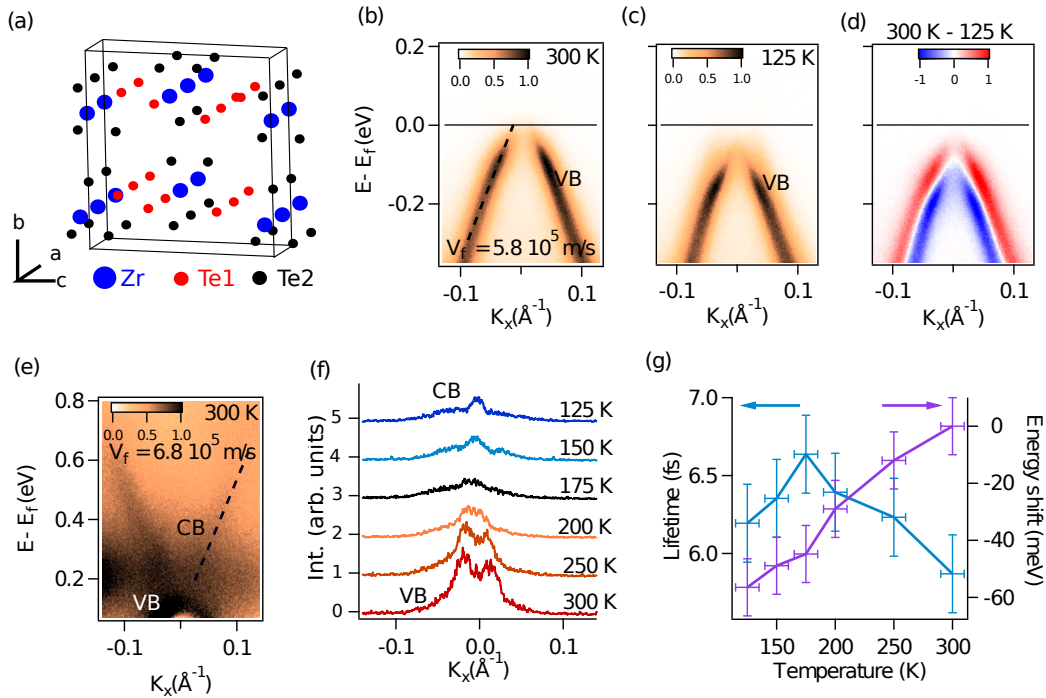 (a)
b
a
c
Zr Te1 Te2
(b)
0.2
0.0
-0.2
E- E_f (eV)
0.0 0.5 1.0
300 K
VB
V_f = 5.8 10^5 m/s
-0.1 0.1
K_x(Å^-1)
(c)
0.0 0.5 1.0
125 K
VB
-0.1 0.1
K_x(Å^-1)
(d)
300 K - 125 K
-1 0 1
-0.1 0.1
K_x(Å^-1)
(e)
0.8
0.6
0.4
0.2
E- E_f (eV)
300 K
0.0 0.5 1.0
V_f = 6.8 10^5 m/s
CB
VB
-0.1 0.1
K_x(Å^-1)
(f)
Int. (arb. units)
5
4
3
2
1
0
CB
VB
125 K
150 K
175 K
200 K
250 K
300 K
-0.1 0.0 0.1
K_x(Å^-1)
(g)
7.0
6.5
6.0
Lifetime (fs)
0
-20
-40
-60
Energy shift (meV)
150 200 250 300
Temperature (K)